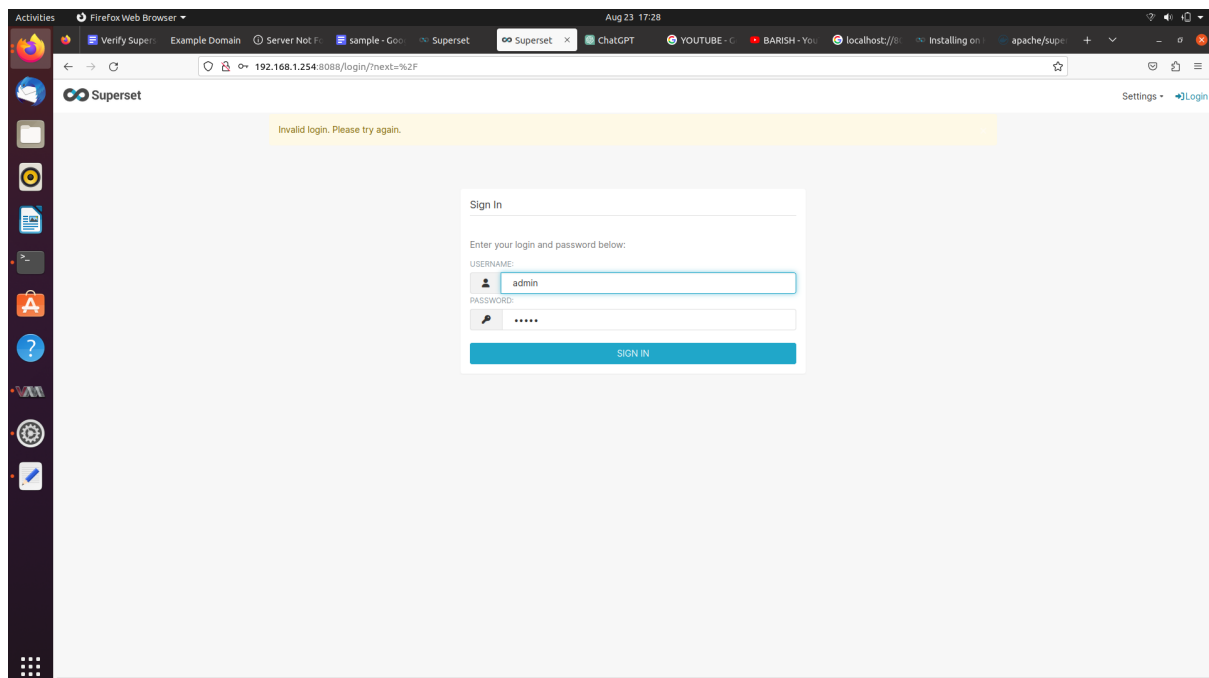 Activities Firefox Web Browser Aug 23 17:28
Verify Supers Example Domain Server Not Fo sample - Goo Superset Superset ChatGPT YOUTUBE - G BARISH - You localhost://8 Installing on apache/super
192.168.1.254:8088/login/?next=%2F
Superset Settings Login
Invalid login. Please try again.
Sign In
Enter your login and password below:
USERNAME:
admin
PASSWORD:
SIGN IN